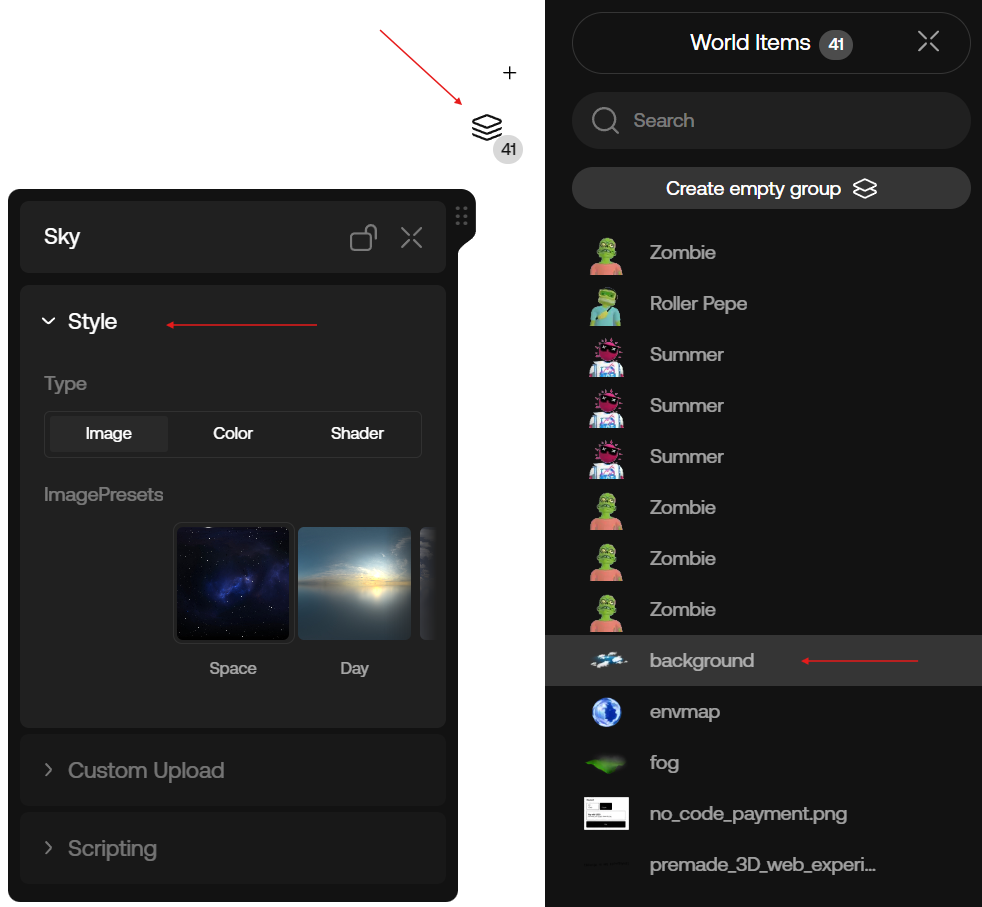 41
Sky
Style
Type
Image Color Shader
ImagePresets
Space Day
Custom Upload
Scripting
World Items 41
Search
Create empty group
Zombie
Roller Pepe
Summer
Summer
Summer
Zombie
Zombie
Zombie
background
envmap
fog
no_code_payment.png
premade_3D_web_experi...